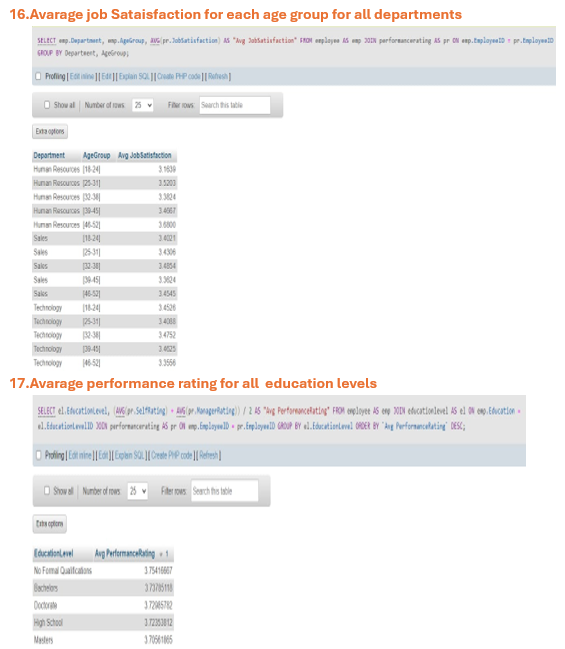 16.Avarage job Sataisfaction for each age group for all departments
SELECT emp.Department, emp.AgeGroup, AVG(pr.JobSatisfaction) AS "Avg JobSatisfaction" FROM employee AS emp JOIN performancerating AS pr ON emp.EmployeeID = pr.EmployeeID
GROUP BY Department, AgeGroup;
Profiling [ Edit inline ] [ Edit ] [ Explain SQL ] [ Create PHP code ] [ Refresh ]
Show all | Number of rows: 25 Filter rows: Search this table
Extra options
Department AgeGroup Avg JobSatisfaction
Human Resources [18-24] 3.1639
Human Resources [25-31] 3.5203
Human Resources [32-38] 3.3824
Human Resources [39-45] 3.4667
Human Resources [46-52] 3.6800
Sales [18-24] 3.4021
Sales [25-31] 3.4306
Sales [32-38] 3.4854
Sales [39-45] 3.3624
Sales [46-52] 3.4545
Technology [18-24] 3.4526
Technology [25-31] 3.4088
Technology [32-38] 3.4752
Technology [39-45] 3.4625
Technology [46-52] 3.3556
17.Avarage performance rating for all education levels
SELECT el.EducationLevel, (AVG(pr.SelfRating) + AVG(pr.ManagerRating)) / 2 AS "Avg PerformanceRating" FROM employee AS emp JOIN educationlevel AS el ON emp.Education =
el.EducationLevelID JOIN performancerating AS pr ON emp.EmployeeID = pr.EmployeeID GROUP BY el.EducationLevel ORDER BY `Avg PerformanceRating` DESC;
Profiling [ Edit inline ] [ Edit ] [ Explain SQL ] [ Create PHP code ] [ Refresh ]
Show all | Number of rows: 25 Filter rows: Search this table
Extra options
EducationLevel Avg PerformanceRating 1
No Formal Qualifications 3.75416667
Bachelors 3.73785118
Doctorate 3.72985782
High School 3.72353812
Masters 3.70561865